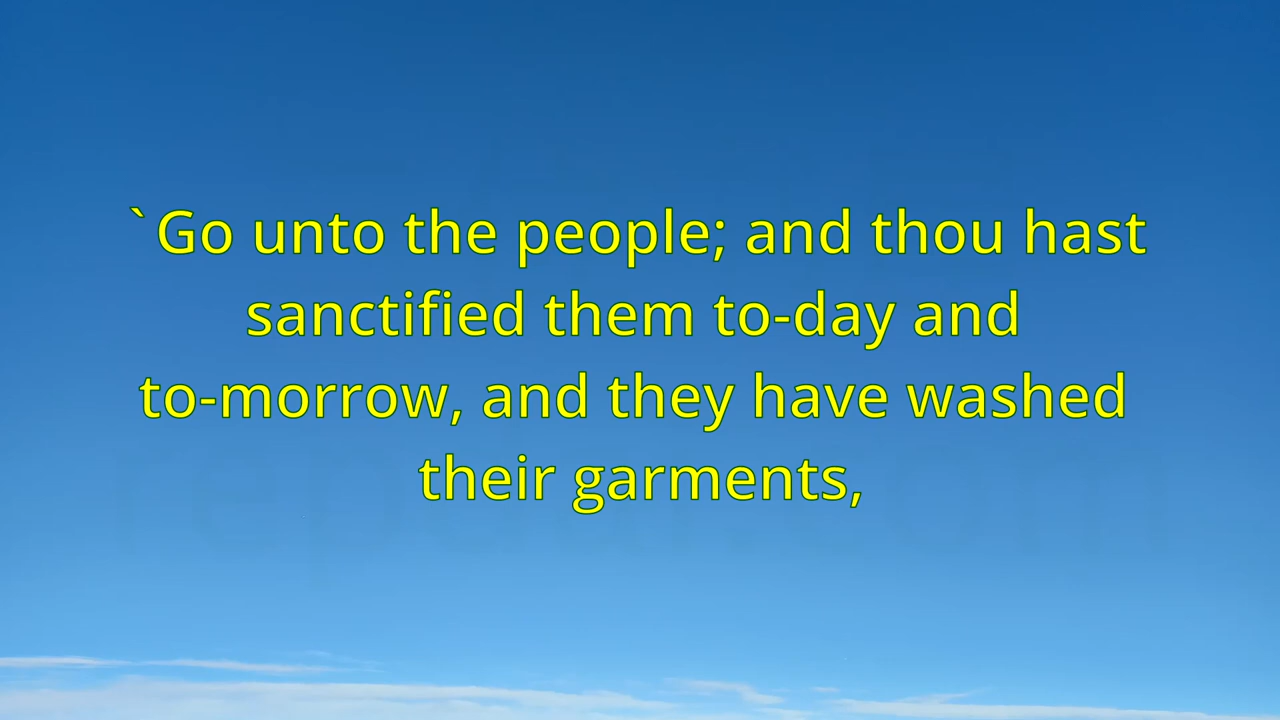 `Go unto the people; and thou hast
sanctified them to-day and
to-morrow, and they have washed
their garments,